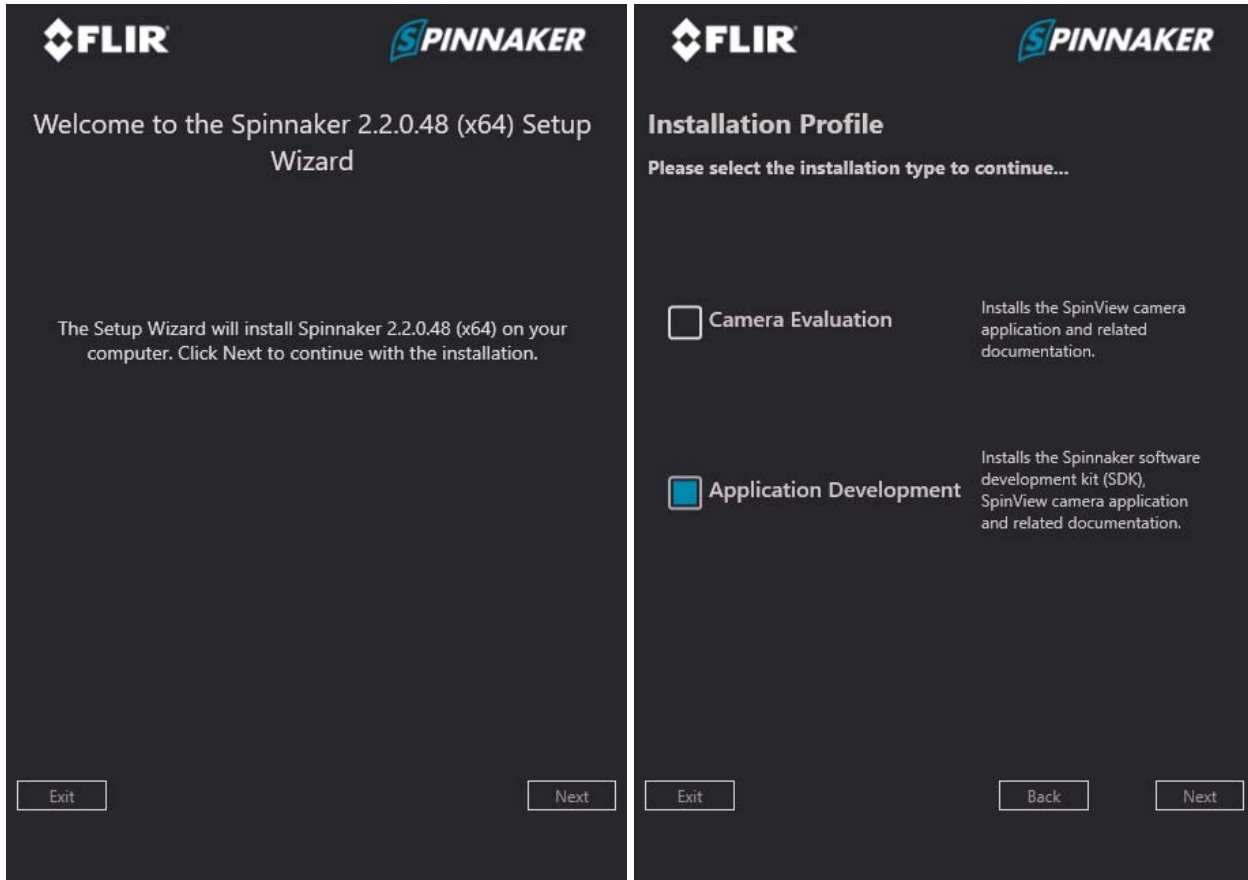 FLIR
SPINNAKER
Welcome to the Spinnaker 2.2.0.48 (x64) Setup
Wizard
The Setup Wizard will install Spinnaker 2.2.0.48 (x64) on your
computer. Click Next to continue with the installation.
Exit
Next
FLIR
SPINNAKER
Installation Profile
Please select the installation type to continue...
Camera Evaluation
Installs the SpinView camera
application and related
documentation.
Application Development
Installs the Spinnaker software
development kit (SDK),
SpinView camera application
and related documentation.
Exit
Back
Next